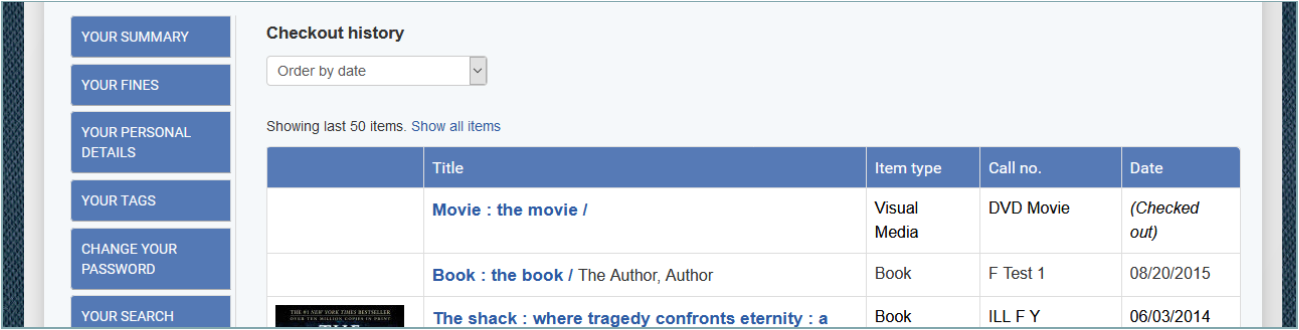 YOUR SUMMARY
YOUR FINES
YOUR PERSONAL
DETAILS
YOUR TAGS
CHANGE YOUR
PASSWORD
YOUR SEARCH
Checkout history
Order by date
Showing last 50 items. Show all items
Title Item type Call no. Date
Movie : the movie / Visual Media DVD Movie (Checked out)
Book : the book / The Author, Author Book F Test 1 08/20/2015
THE #1 NEW YORK TIMES BESTSELLER
OVER TEN MILLION COPIES IN PRINT
THE
The shack : where tragedy confronts eternity : a Book ILL F Y 06/03/2014